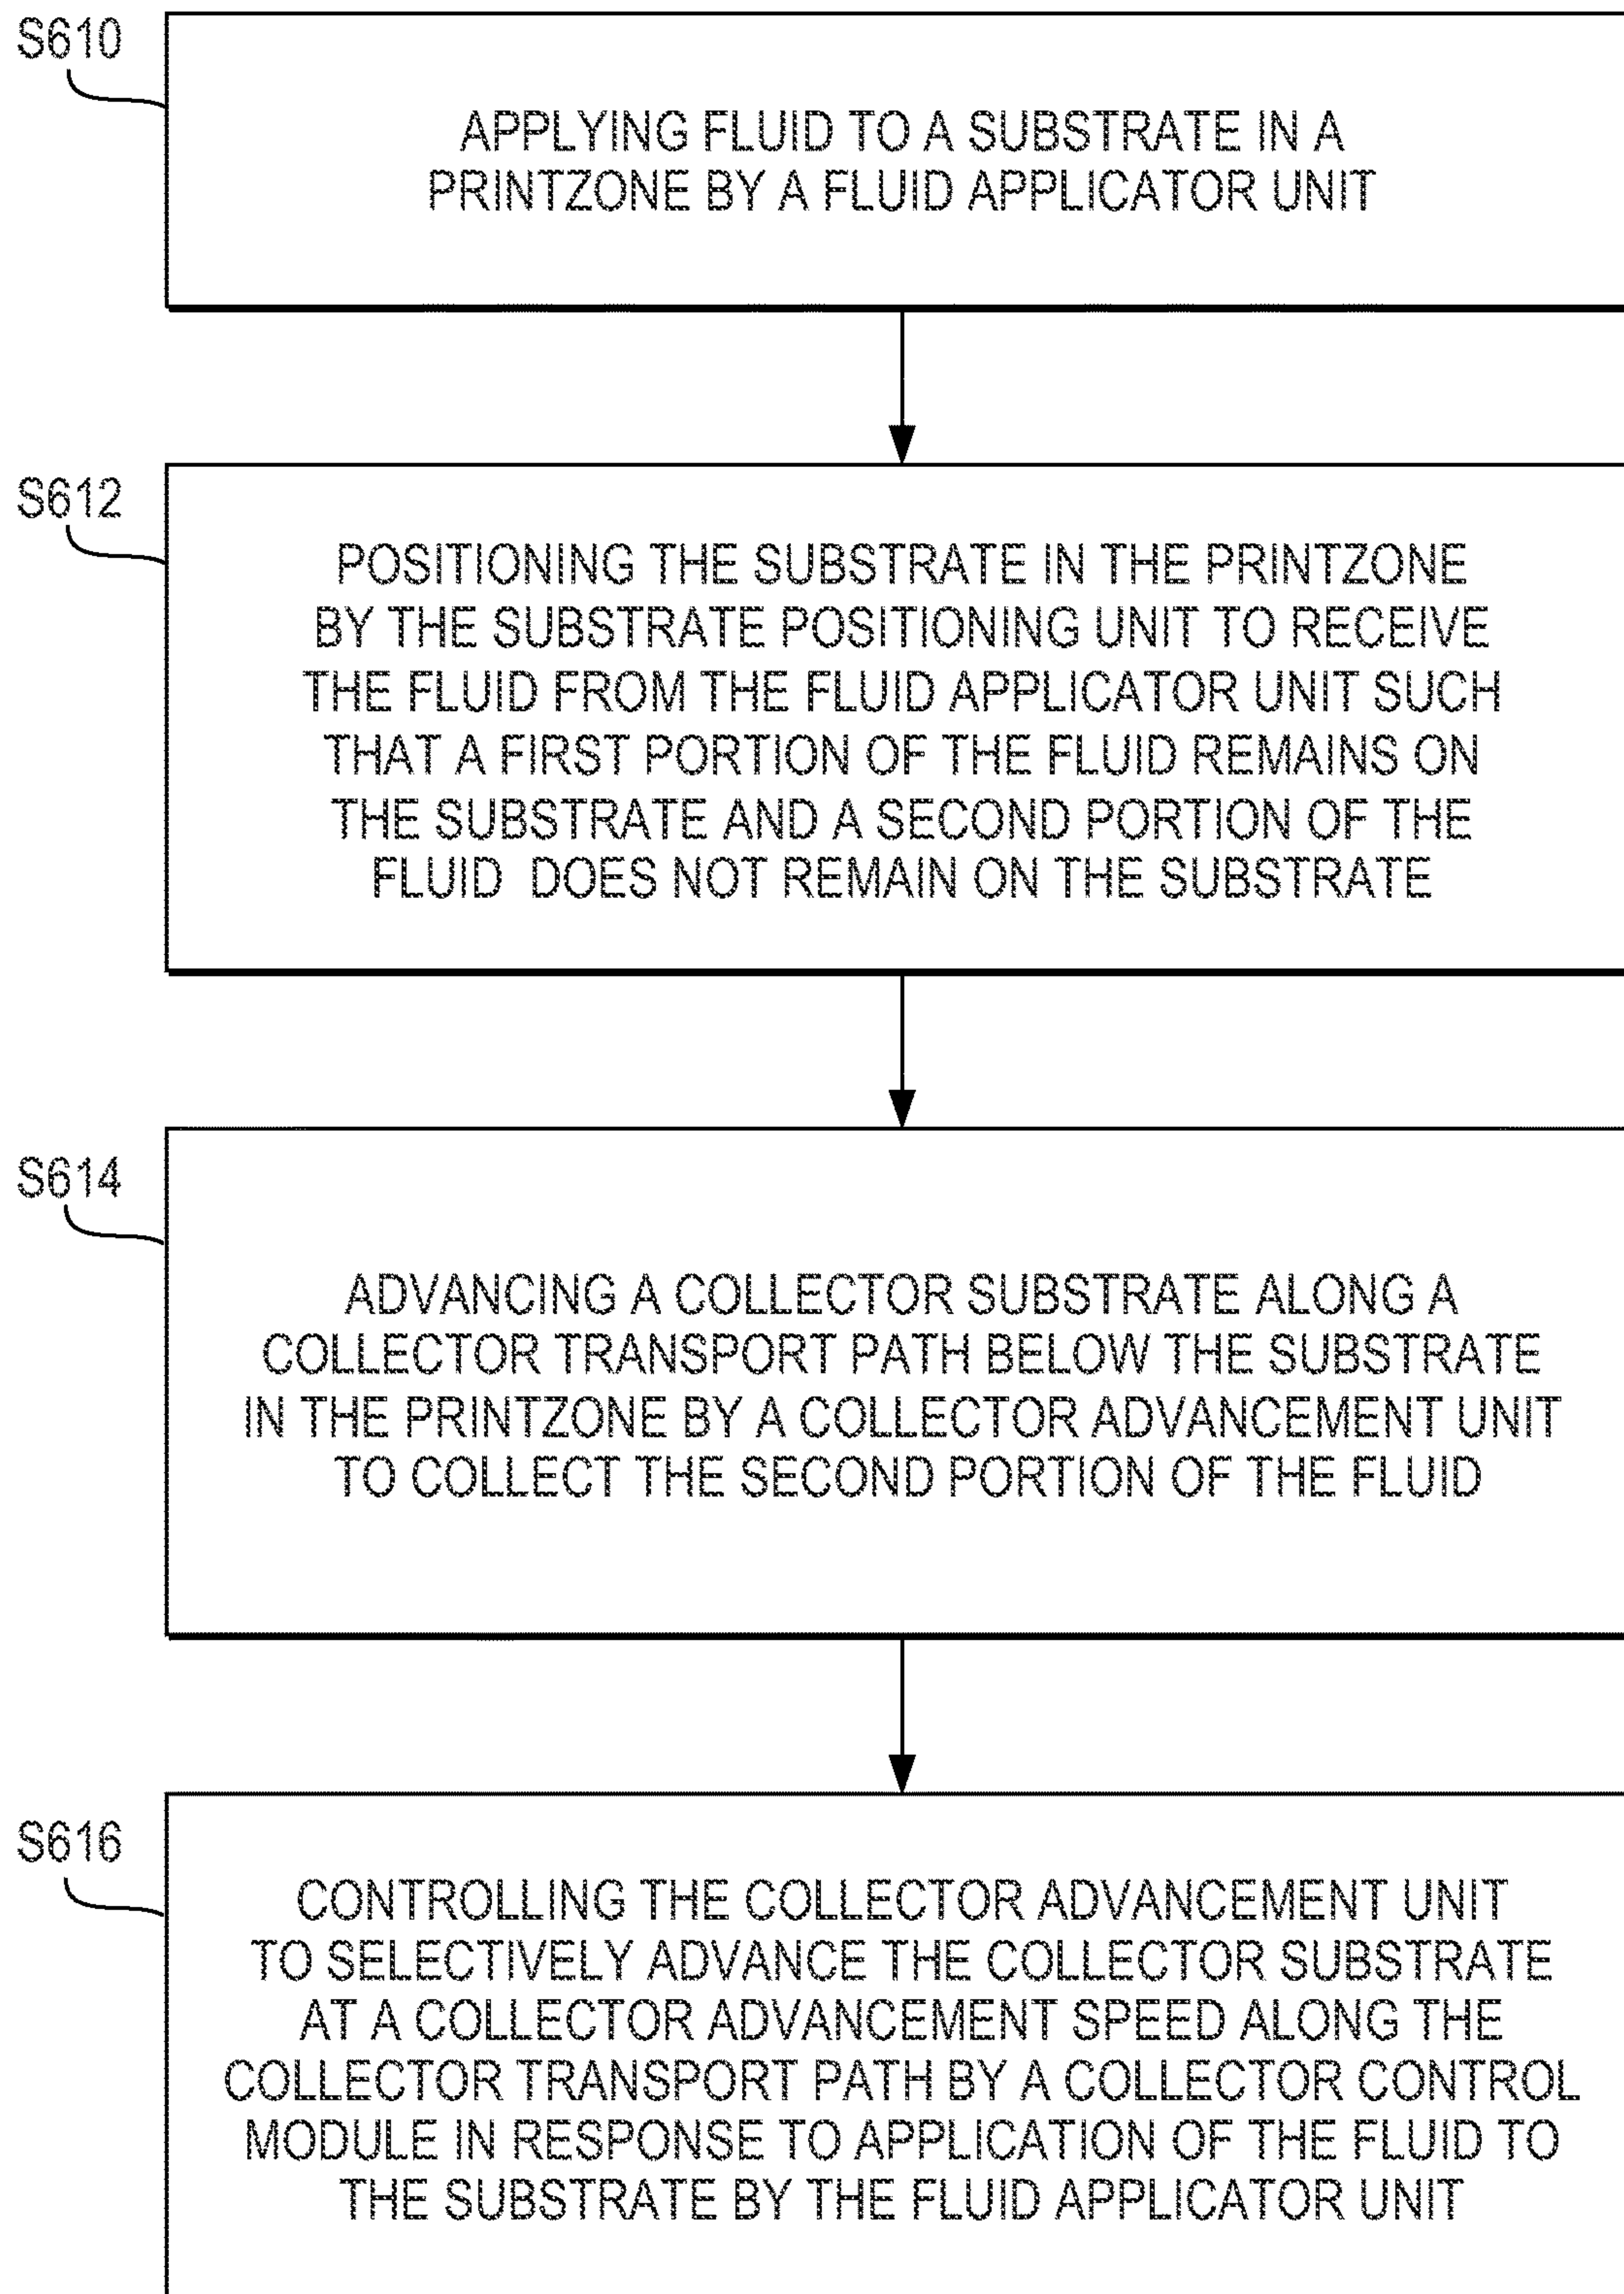 S610
APPLYING FLUID TO A SUBSTRATE IN A
PRINTZONE BY A FLUID APPLICATOR UNIT
S612
POSITIONING THE SUBSTRATE IN THE PRINTZONE
BY THE SUBSTRATE POSITIONING UNIT TO RECEIVE
THE FLUID FROM THE FLUID APPLICATOR UNIT SUCH
THAT A FIRST PORTION OF THE FLUID REMAINS ON
THE SUBSTRATE AND A SECOND PORTION OF THE
FLUID DOES NOT REMAIN ON THE SUBSTRATE
S614
ADVANCING A COLLECTOR SUBSTRATE ALONG A
COLLECTOR TRANSPORT PATH BELOW THE SUBSTRATE
IN THE PRINTZONE BY A COLLECTOR ADVANCEMENT UNIT
TO COLLECT THE SECOND PORTION OF THE FLUID
S616
CONTROLLING THE COLLECTOR ADVANCEMENT UNIT
TO SELECTIVELY ADVANCE THE COLLECTOR SUBSTRATE
AT A COLLECTOR ADVANCEMENT SPEED ALONG THE
COLLECTOR TRANSPORT PATH BY A COLLECTOR CONTROL
MODULE IN RESPONSE TO APPLICATION OF THE FLUID TO
THE SUBSTRATE BY THE FLUID APPLICATOR UNIT